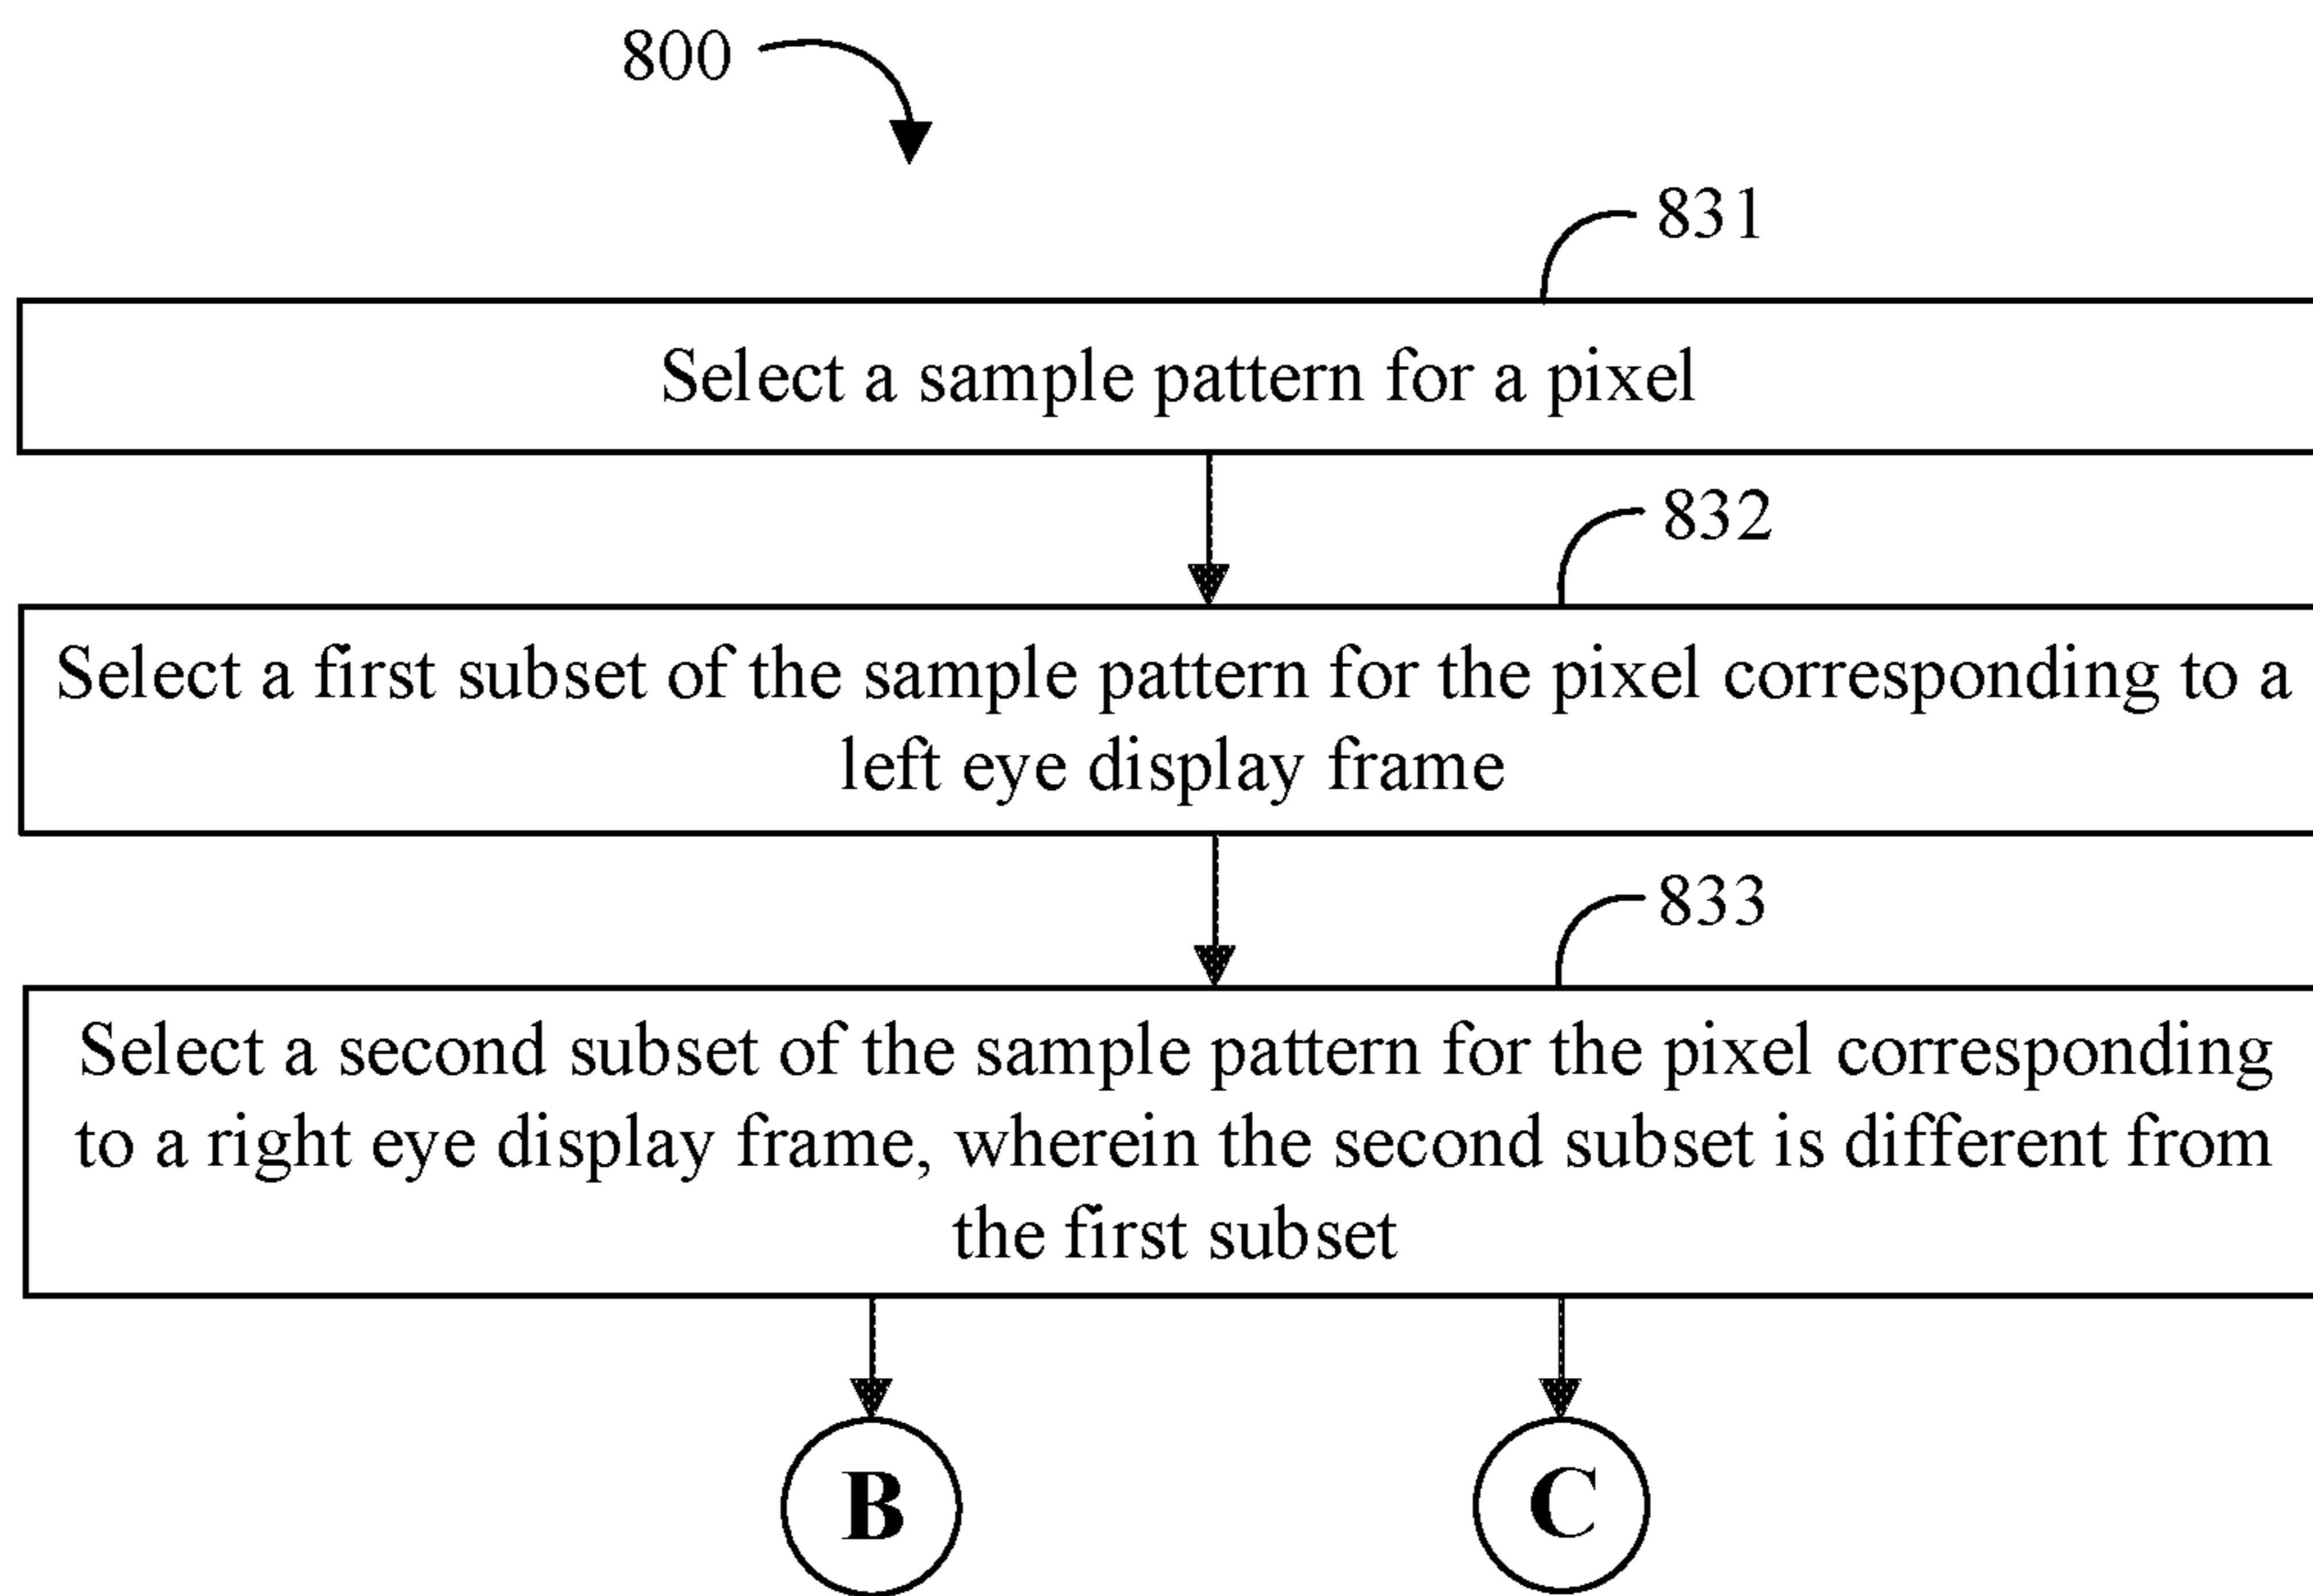 800
831
Select a sample pattern for a pixel
832
Select a first subset of the sample pattern for the pixel corresponding to a
left eye display frame
833
Select a second subset of the sample pattern for the pixel corresponding
to a right eye display frame, wherein the second subset is different from
the first subset
B
C